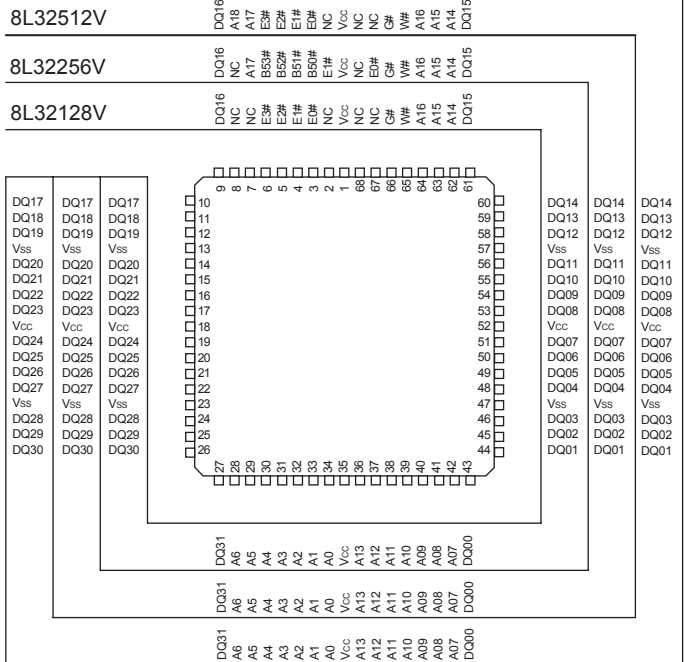 8L32512V DQ16 A18 A17 E3# E2# E1# E0# NC Vcc NC NC G# W# A16 A15 A14 DQ15
8L32256V DQ16 NC A17 B53# B52# B51# B50# E1# Vcc NC E0# G# W# A16 A15 A14 DQ15
8L32128V DQ16 NC NC E3# E2# E1# E0# NC Vcc NC NC G# W# A16 A15 A14 DQ15
9 8 7 6 5 4 3 2 1 68 67 66 65 64 63 62 61
DQ17 DQ17 DQ17 10 60 DQ14 DQ14 DQ14
DQ18 DQ18 DQ18 11 59 DQ13 DQ13 DQ13
DQ19 DQ19 DQ19 12 58 DQ12 DQ12 DQ12
Vss Vss Vss 13 57 Vss Vss Vss
DQ20 DQ20 DQ20 14 56 DQ11 DQ11 DQ11
DQ21 DQ21 DQ21 15 55 DQ10 DQ10 DQ10
DQ22 DQ22 DQ22 16 54 DQ09 DQ09 DQ09
DQ23 DQ23 DQ23 17 53 DQ08 DQ08 DQ08
Vcc Vcc Vcc 18 52 Vcc Vcc Vcc
DQ24 DQ24 DQ24 19 51 DQ07 DQ07 DQ07
DQ25 DQ25 DQ25 20 50 DQ06 DQ06 DQ06
DQ26 DQ26 DQ26 21 49 DQ05 DQ05 DQ05
DQ27 DQ27 DQ27 22 48 DQ04 DQ04 DQ04
Vss Vss Vss 23 47 Vss Vss Vss
DQ28 DQ28 DQ28 24 46 DQ03 DQ03 DQ03
DQ29 DQ29 DQ29 25 45 DQ02 DQ02 DQ02
DQ30 DQ30 DQ30 26 44 DQ01 DQ01 DQ01
27 28 29 30 31 32 33 34 35 36 37 38 39 40 41 42 43
DQ31 A6 A5 A4 A3 A2 A1 A0 Vcc A13 A12 A11 A10 A09 A08 A07 DQ00
DQ31 A6 A5 A4 A3 A2 A1 A0 Vcc A13 A12 A11 A10 A09 A08 A07 DQ00
DQ31 A6 A5 A4 A3 A2 A1 A0 Vcc A13 A12 A11 A10 A09 A08 A07 DQ00